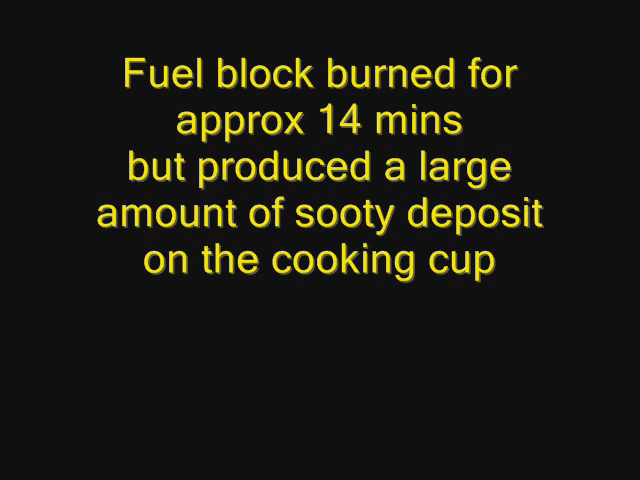 Fuel block burned for
approx 14 mins
but produced a large
amount of sooty deposit
on the cooking cup